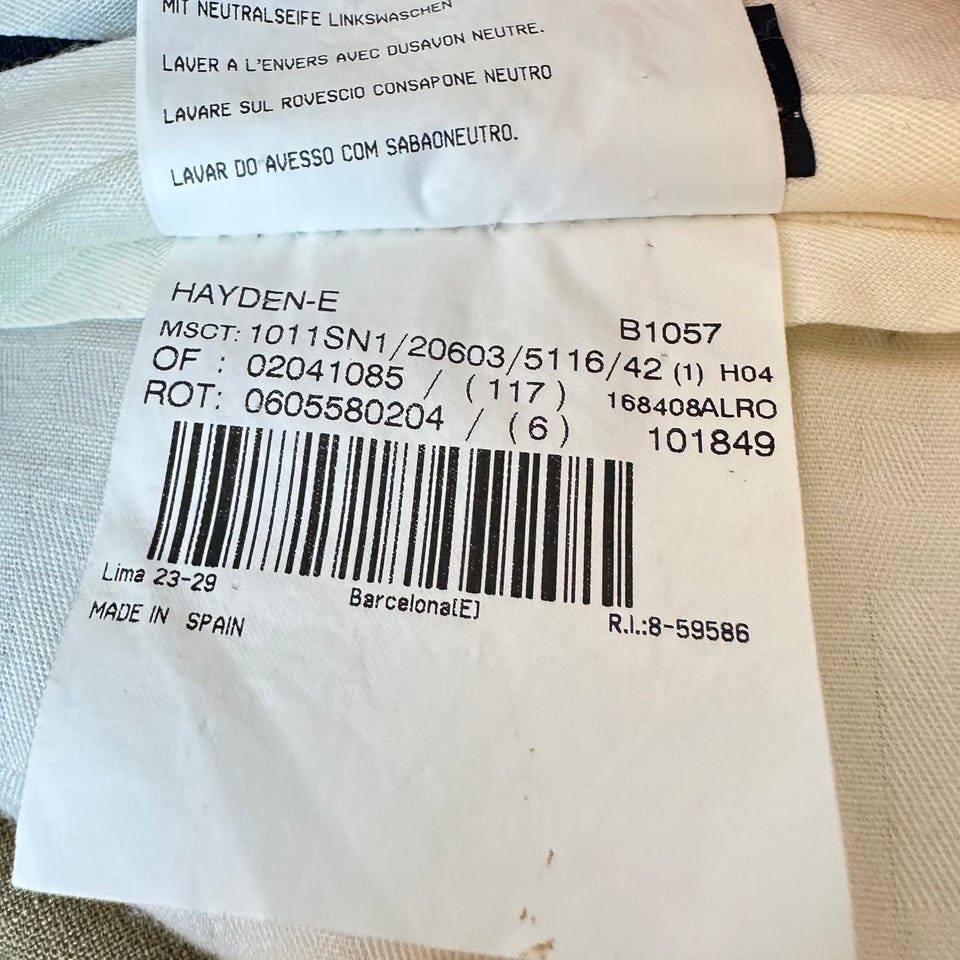 MIT NEUTRALSEIFE LINKSWASCHEN
LAVER A L'ENVERS AVEC DUSAVON NEUTRE.
LAVARE SUL ROVESCIO CONSAPONE NEUTRO
LAVAR DO AVESSO COM SABAONEUTRO.
HAYDEN-E B1057
MSCT: 1011SN1/20603/5116/42 (1) H04
OF : 02041085 / (117) 168408ALRO
ROT: 0605580204 / (6) 101849
Lima 23-29 Barcelona(E) R.I.:8-59586
MADE IN SPAIN